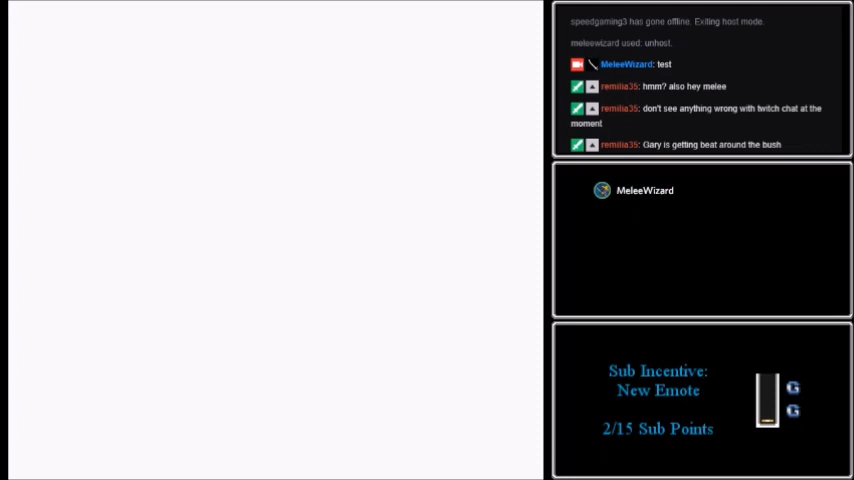 speedgaming3 has gone offline. Exiting host mode.
meleewizard used: unhost.
MeleeWizard: test
remilia35: hmm? also hey melee
remilia35: don't see anything wrong with twitch chat at the
moment
remilia35: Gary is getting beat around the bush
MeleeWizard
Sub Incentive:
New Emote
2/15 Sub Points
G
G